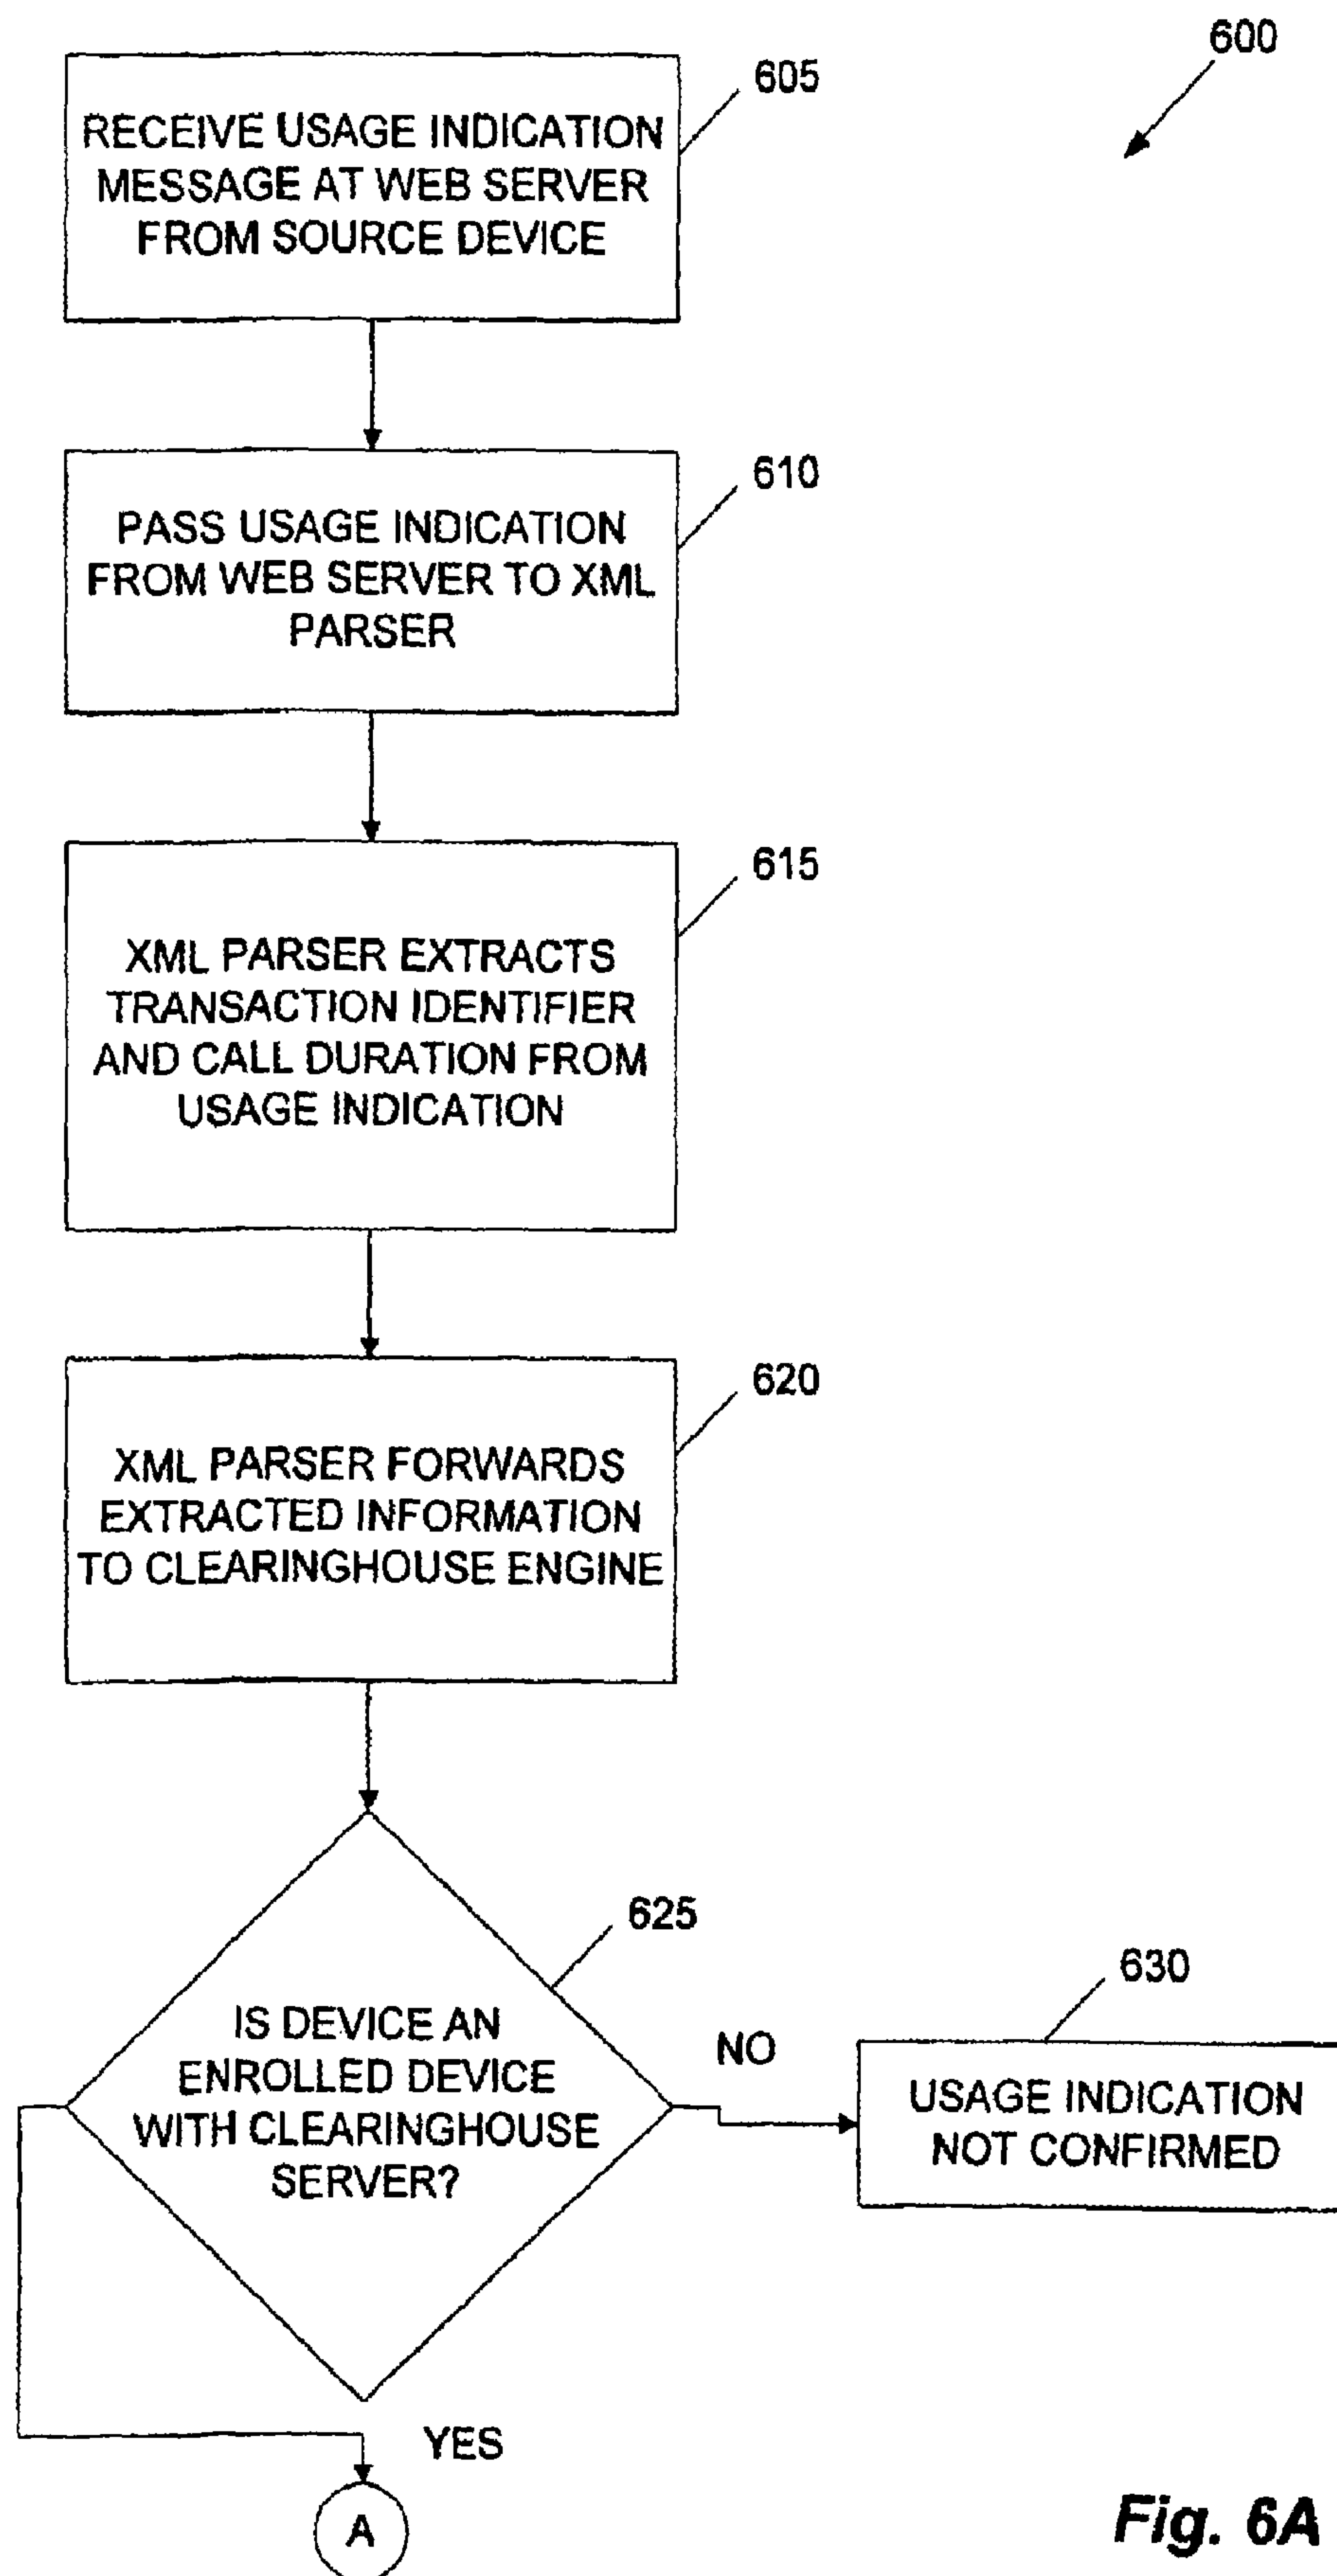 600
605
RECEIVE USAGE INDICATION
MESSAGE AT WEB SERVER
FROM SOURCE DEVICE
610
PASS USAGE INDICATION
FROM WEB SERVER TO XML
PARSER
615
XML PARSER EXTRACTS
TRANSACTION IDENTIFIER
AND CALL DURATION FROM
USAGE INDICATION
620
XML PARSER FORWARDS
EXTRACTED INFORMATION
TO CLEARINGHOUSE ENGINE
625
IS DEVICE AN
ENROLLED DEVICE
WITH CLEARINGHOUSE
SERVER?
NO
630
USAGE INDICATION
NOT CONFIRMED
YES
A
Fig. 6A